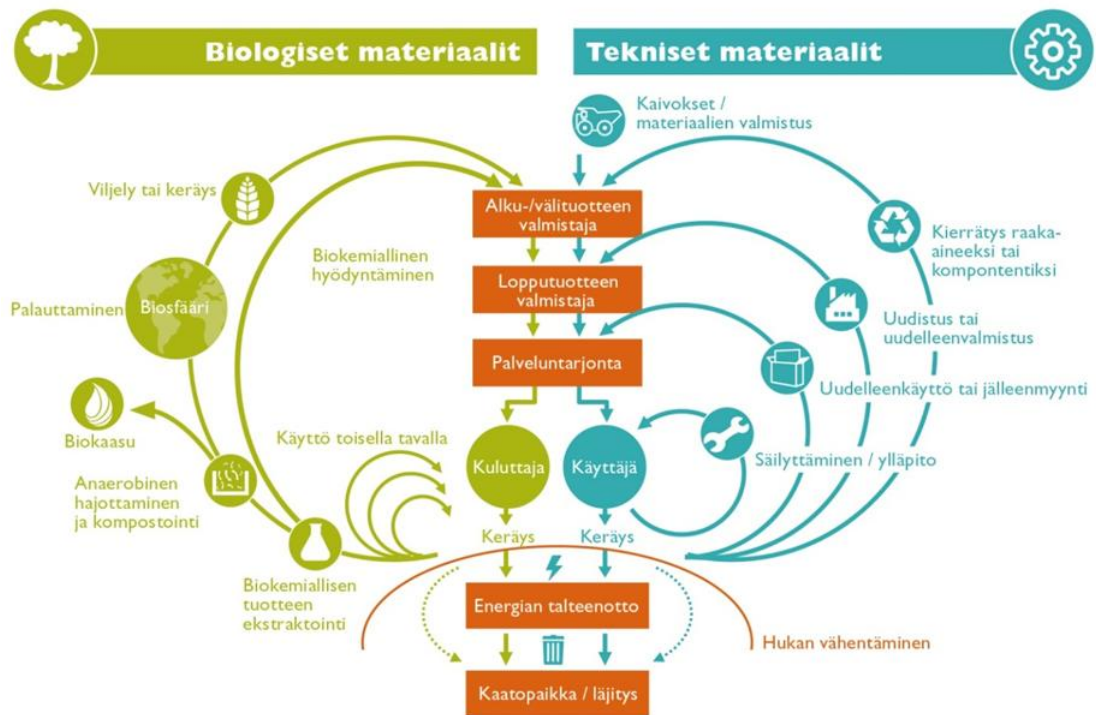 Biologiset materiaalit
Tekniset materiaalit
Kaivokset /
materiaalien valmistus
Viljely tai keräys
Alku-/välituotteen
valmistaja
Kierrätys raaka-
aineeksi tai
kompontentiksi
Biokemiallinen
hyödyntäminen
Lopputuotteen
valmistaja
Palauttaminen
Biosfääri
Uudistus tai
uudelleenvalmistus
Palveluntarjonta
Uudelleenkäyttö tai jälleenmyynti
Biokaasu
Käyttö toisella tavalla
Kuluttaja
Käyttäjä
Säilyttäminen / ylläpito
Anaerobinen
hajottaminen
ja kompostointi
Keräys
Keräys
Biokemiallisen
tuotteen
ekstraktointi
Energian talteenotto
Hukan vähentäminen
Kaatopaikka / läjitys